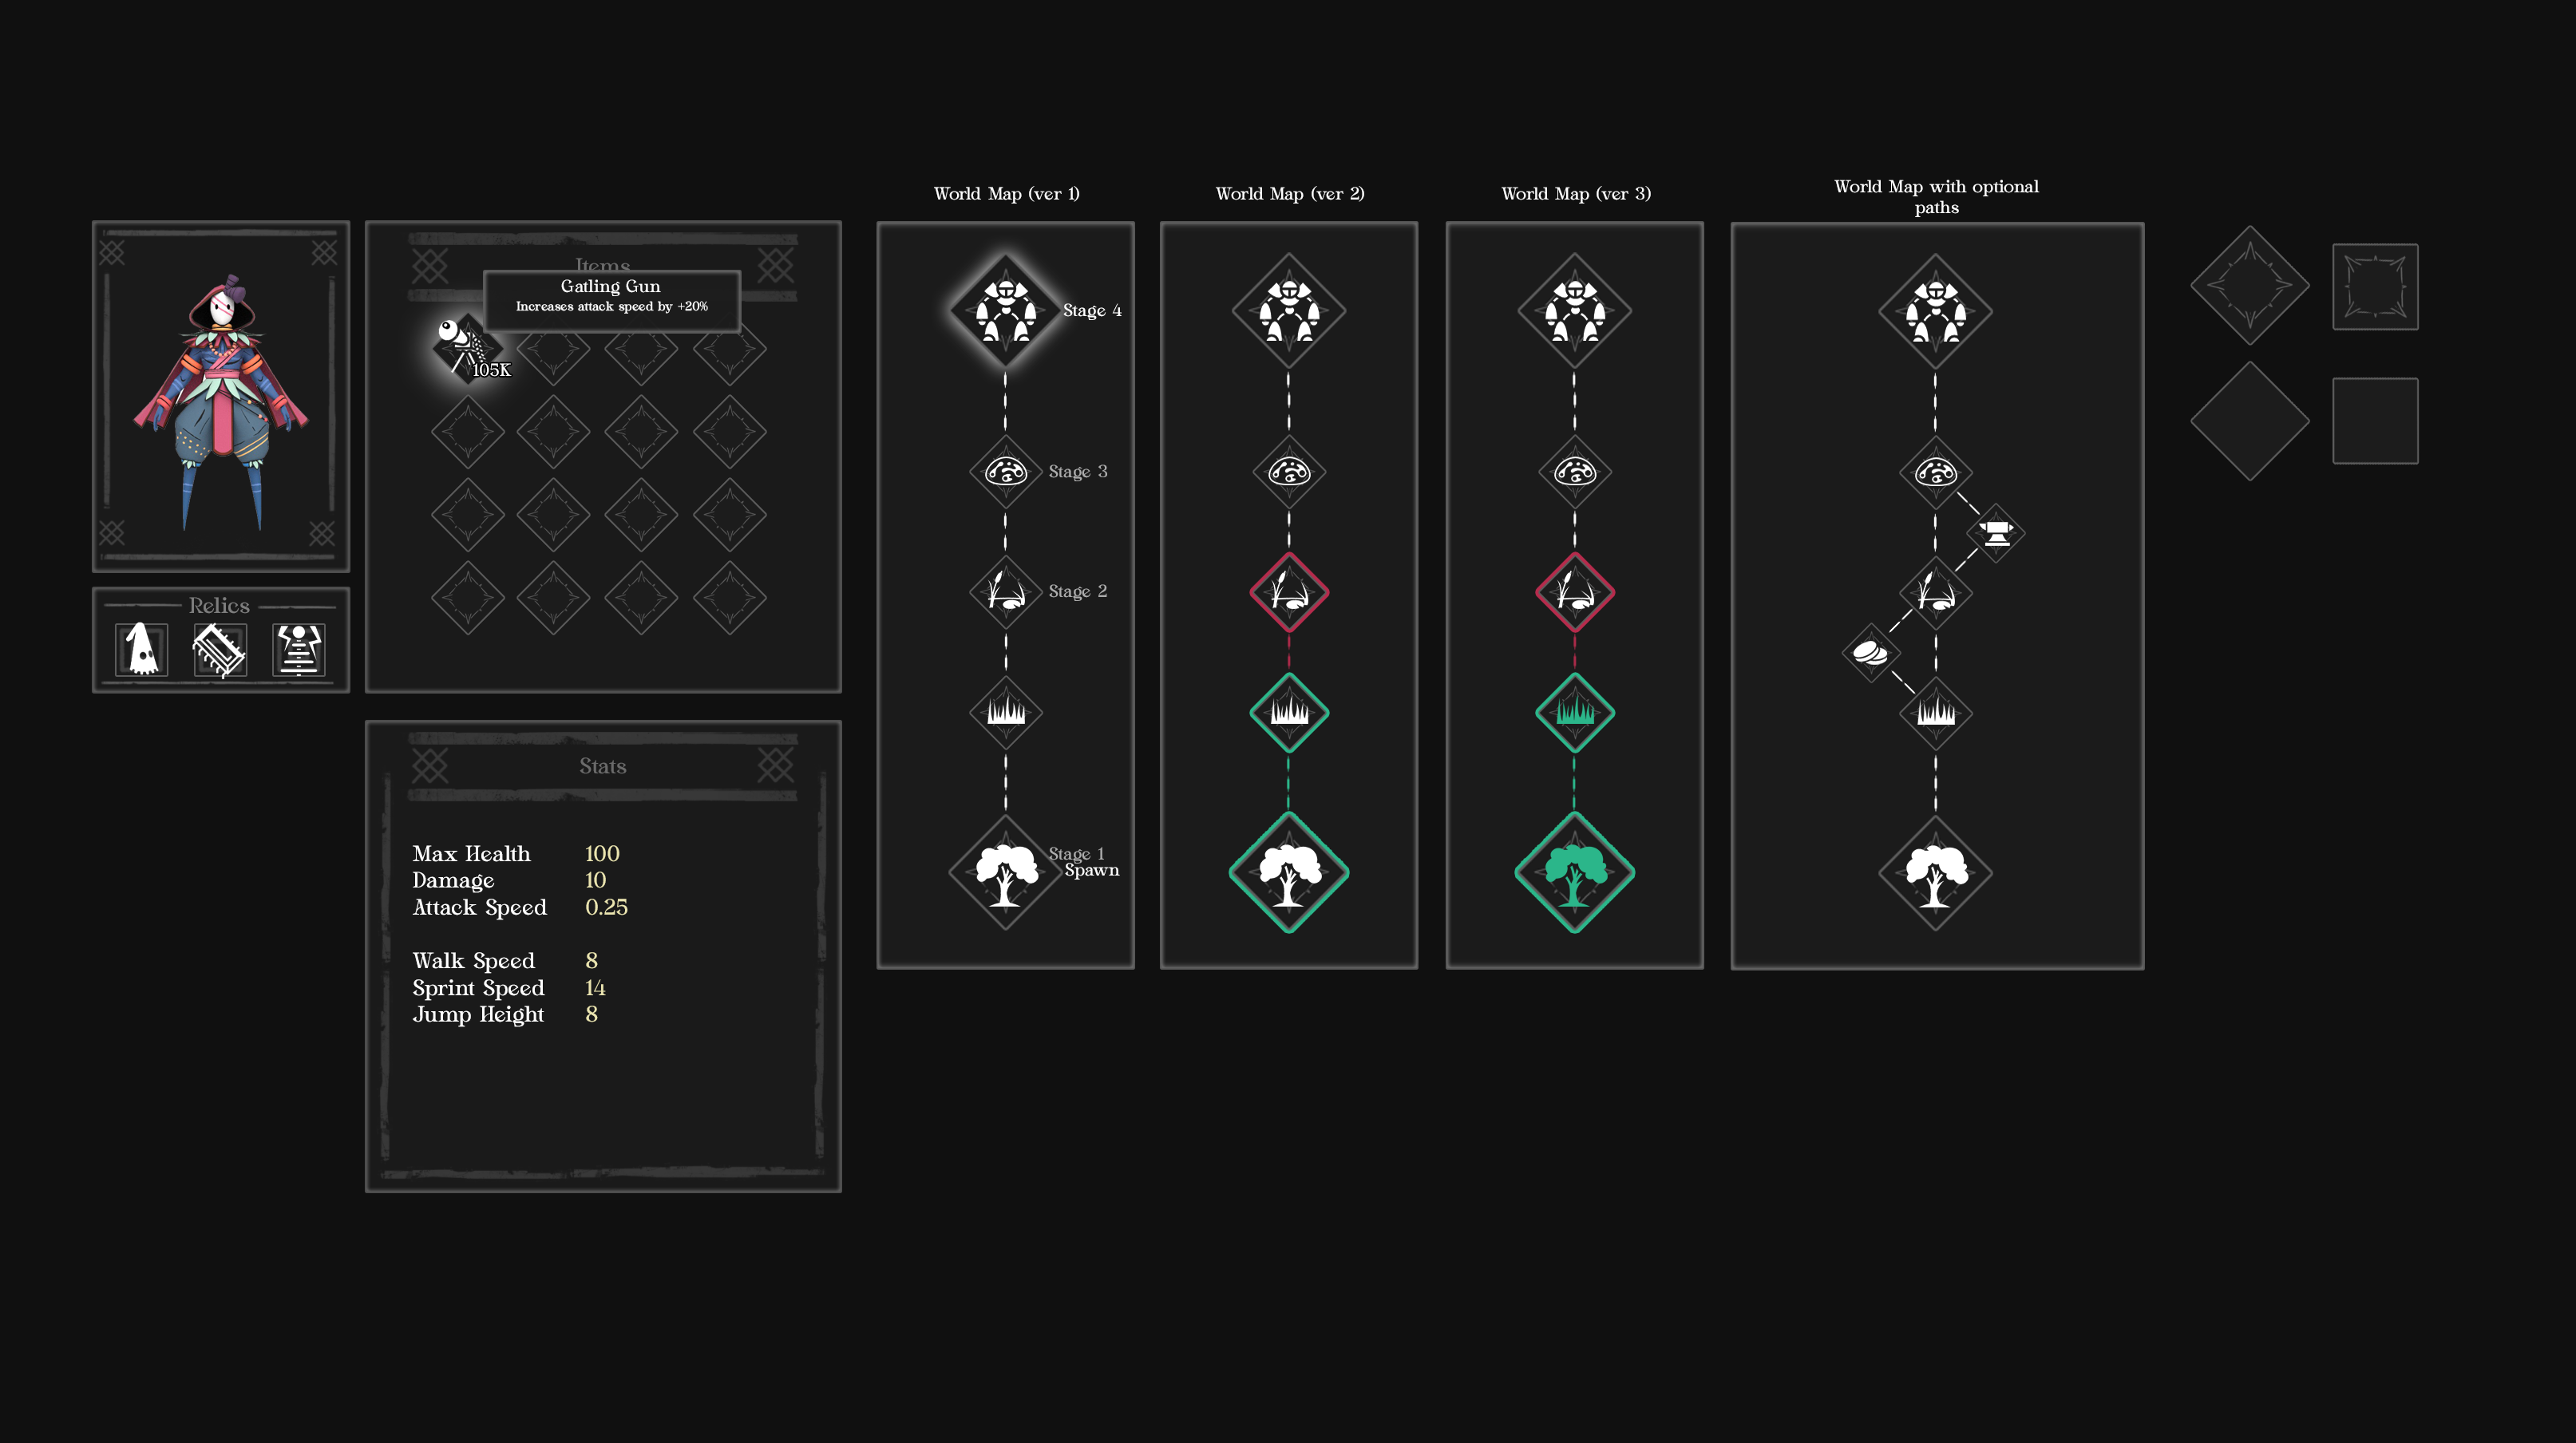 World Map (ver 1)
World Map (ver 2)
World Map (ver 3)
World Map with optional
paths
Items
Gatling Gun
Increases attack speed by +20%
105K
Relics
Stats
Max Health 100
Damage 10
Attack Speed 0.25
Walk Speed 8
Sprint Speed 14
Jump Height 8
Stage 4
Stage 3
Stage 2
Stage 1
Spawn